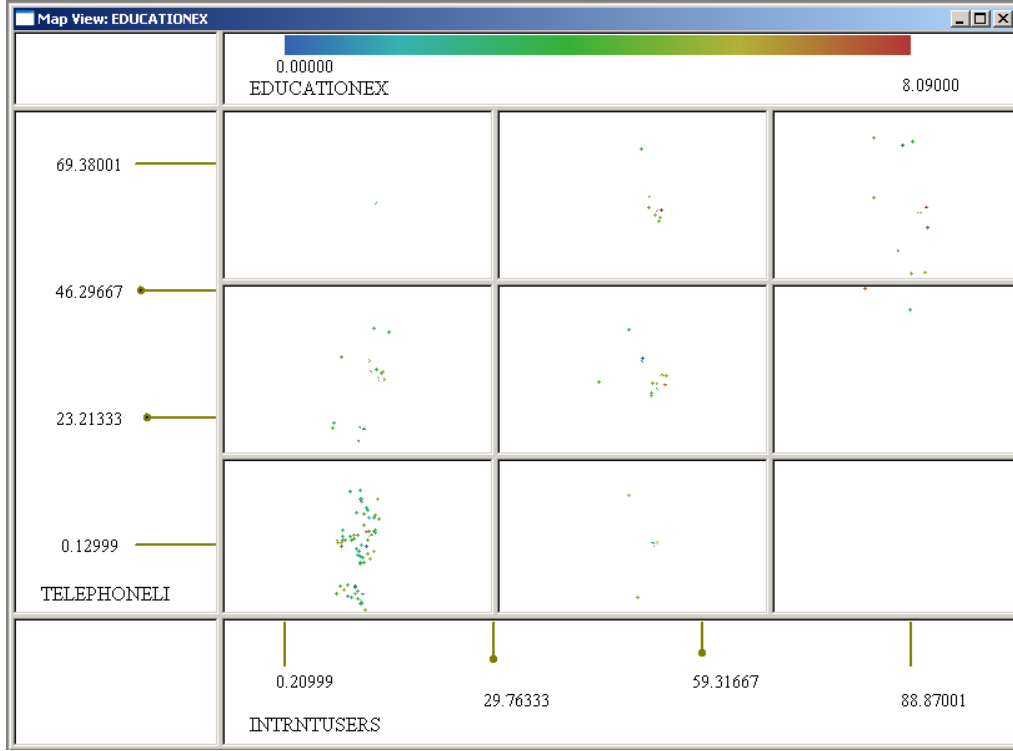 Map View: EDUCATIONEX
0.00000
8.09000
EDUCATIONEX
69.38001
46.29667
23.21333
0.12999
TELEPHONELI
0.20999
59.31667
29.76333
88.87001
INTRNTUSERS